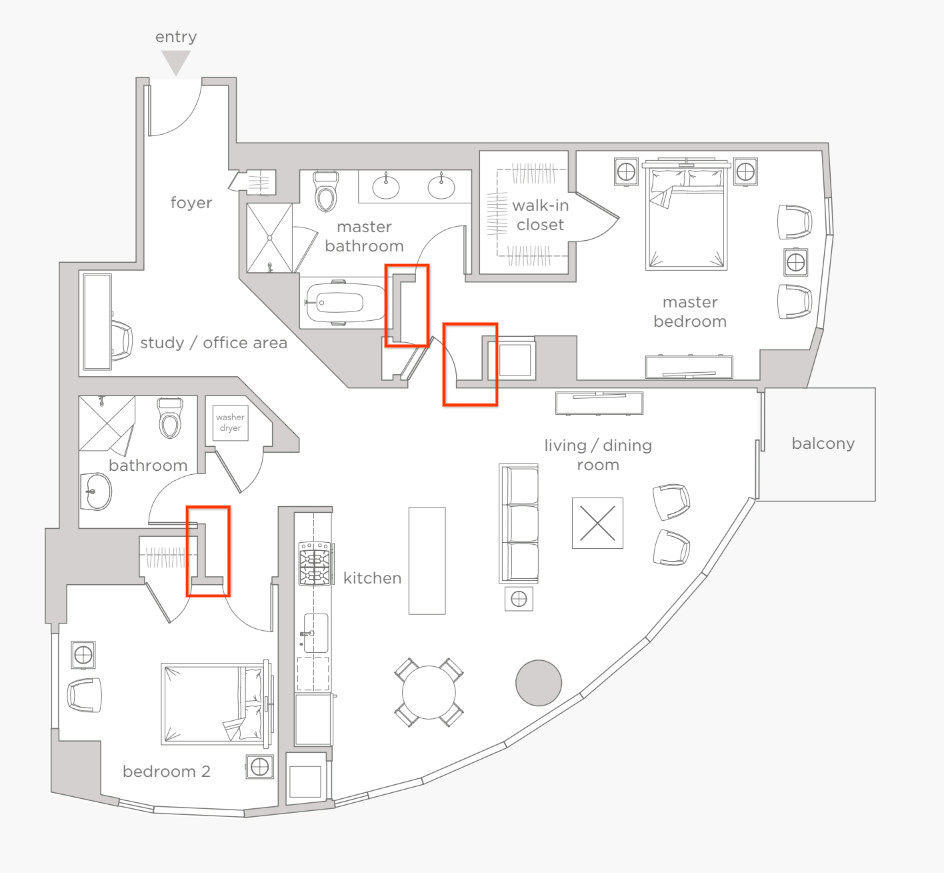 entry
foyer
master
bathroom
walk-in
closet
master
bedroom
study / office area
washer
dryer
bathroom
living / dining
room
balcony
kitchen
bedroom 2